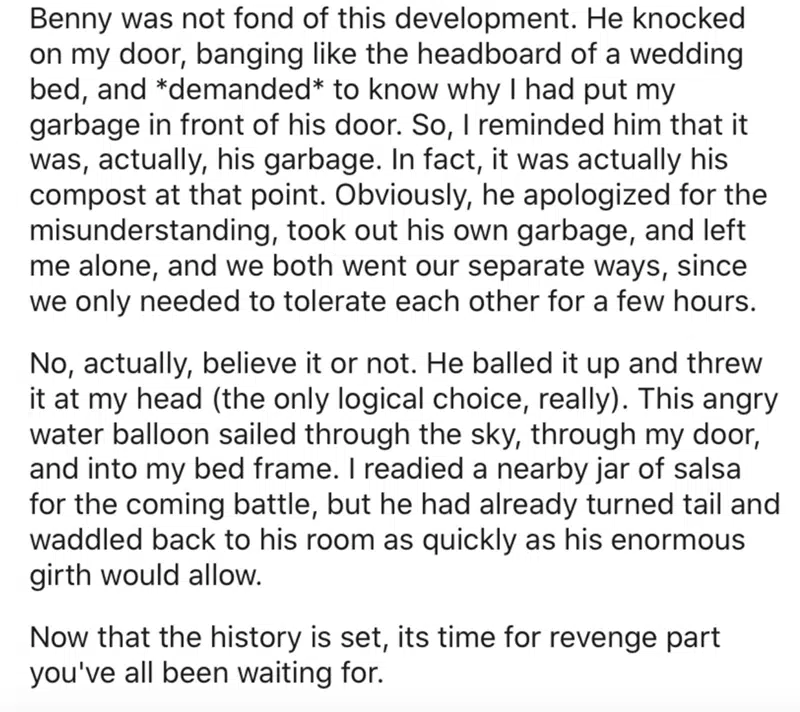 Benny was not fond of this development. He knocked
on my door, banging like the headboard of a wedding
bed, and *demanded* to know why I had put my
garbage in front of his door. So, I reminded him that it
was, actually, his garbage. In fact, it was actually his
compost at that point. Obviously, he apologized for the
misunderstanding, took out his own garbage, and left
me alone, and we both went our separate ways, since
we only needed to tolerate each other for a few hours.
No, actually, believe it or not. He balled it up and threw
it at my head (the only logical choice, really). This angry
water balloon sailed through the sky, through my door,
and into my bed frame. I readied a nearby jar of salsa
for the coming battle, but he had already turned tail and
waddled back to his room as quickly as his enormous
girth would allow.
Now that the history is set, its time for revenge part
you've all been waiting for.